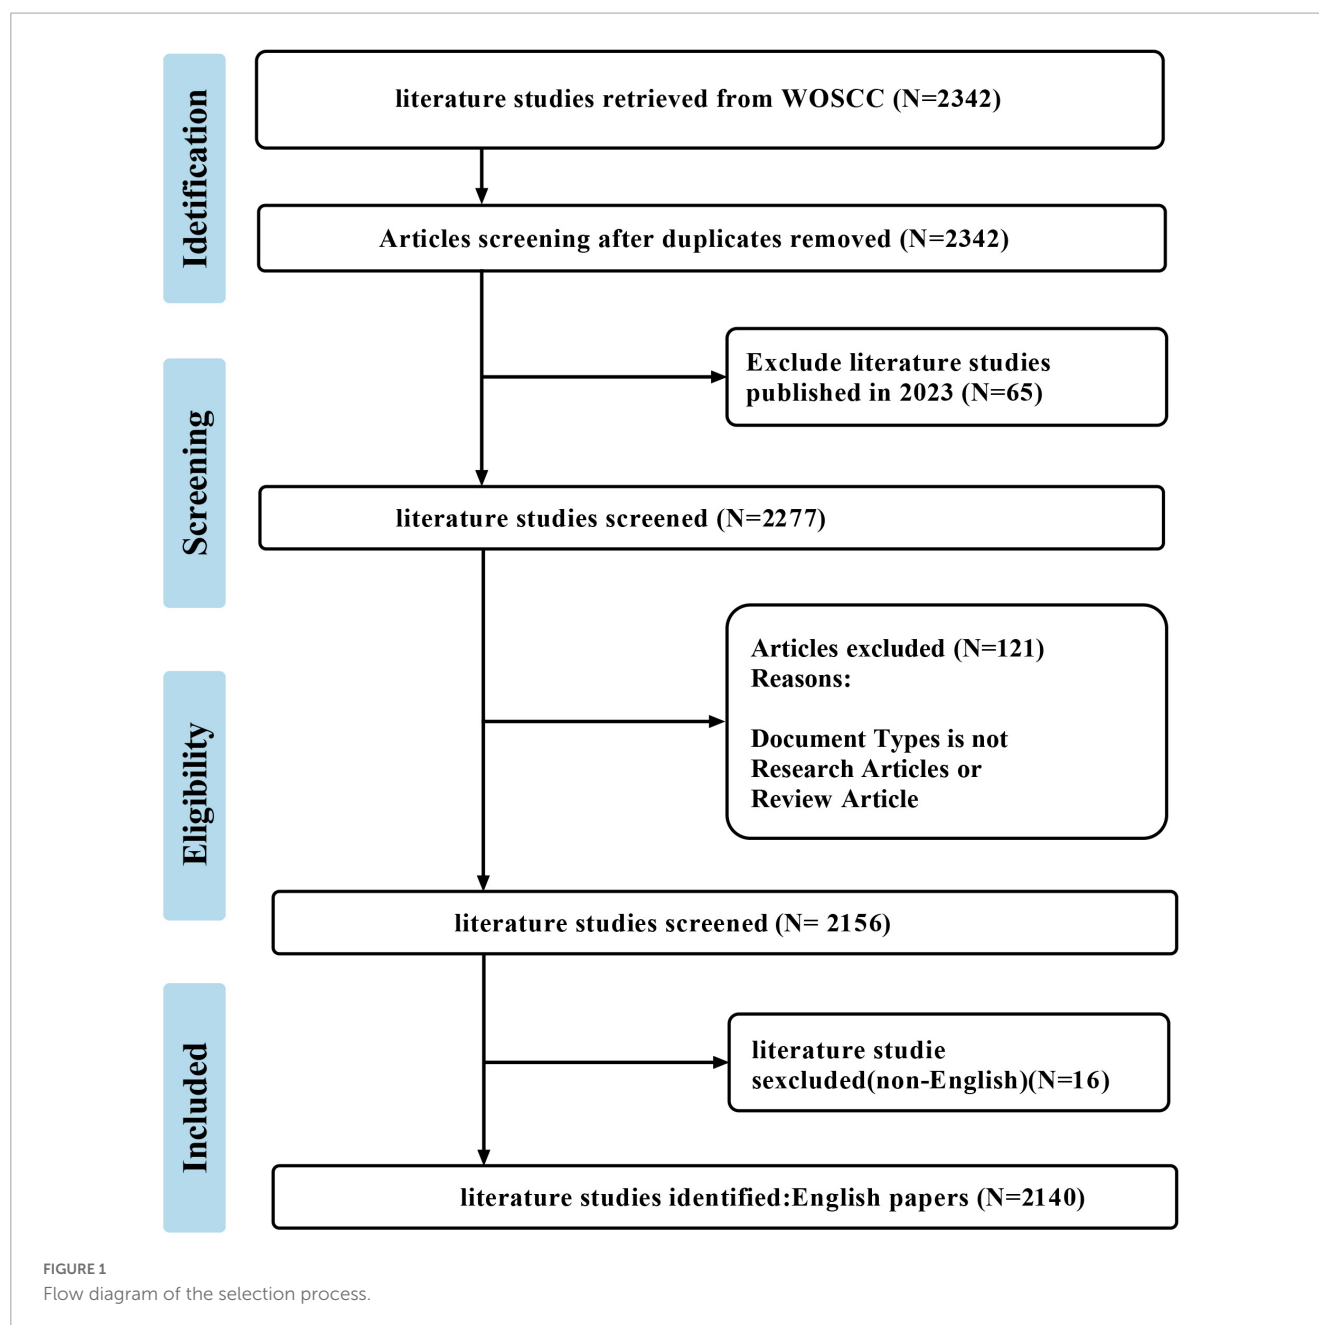 Idetification
literature studies retrieved from WOSCC (N=2342)
Articles screening after duplicates removed (N=2342)
Screening
Exclude literature studies
published in 2023 (N=65)
literature studies screened (N=2277)
Eligibility
Articles excluded (N=121)
Reasons:
Document Types is not
Research Articles or
Review Article
literature studies screened (N= 2156)
Included
literature studie
sexcluded(non-English)(N=16)
literature studies identified:English papers (N=2140)
FIGURE 1
Flow diagram of the selection process.